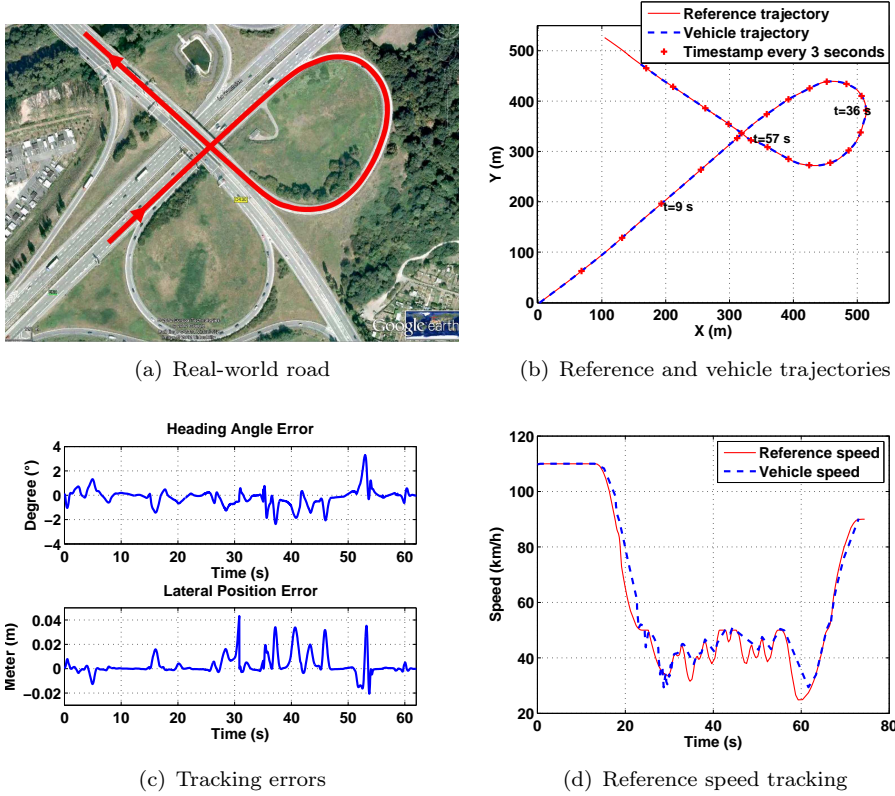 Google earth
(a) Real-world road
Reference trajectory
Vehicle trajectory
Timestamp every 3 seconds
500
400
300
200
100
0
Y (m)
t=36 s
t=57 s
t=9 s
0 100 200 300 400 500
X (m)
(b) Reference and vehicle trajectories
Heading Angle Error
4
2
0
−2
−4
Degree (°)
0 10 20 30 40 50 60
Time (s)
Lateral Position Error
0.04
0.02
0
−0.02
Meter (m)
0 10 20 30 40 50 60
Time (s)
(c) Tracking errors
120
100
80
60
40
20
Speed (km/h)
Reference speed
Vehicle speed
0 20 40 60 80
Time (s)
(d) Reference speed tracking